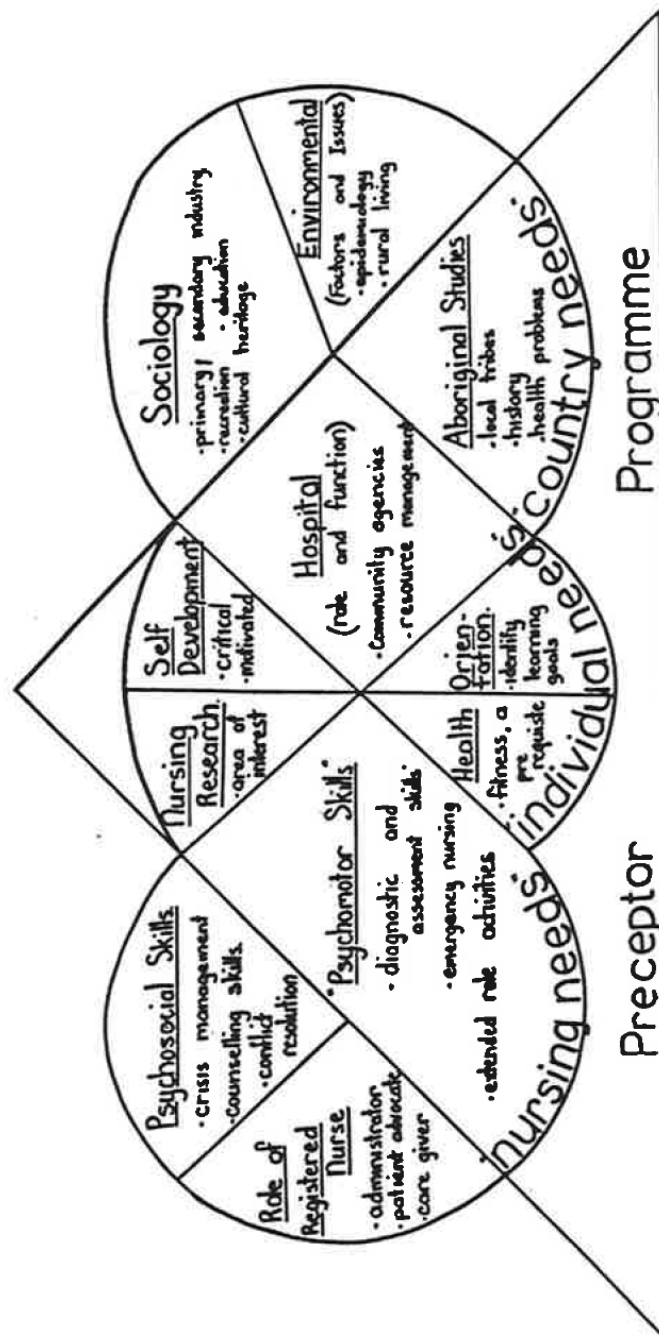 Psychosocial Skills
· crisis management
· counselling skills.
· conflict
resolution
Role of
Registered
Nurse
· administrator
· patient advocate
· care giver
"Psychomotor Skills"
· diagnostic and
assessment skills"
· emergency nursing
· extended role activities
"nursing needs"
Nursing
Research.
· area of
interest
Self
Development
· critical
· motivated
Health
· fitness, a
pre
requiste
Orien-
tation.
· identify
learning
goals
"individual needs"
Hospital
(role and function)
· Community agencies
· resource management
Sociology
· primary/ secondary industry
· recreation · education
· cultural heritage
Environmental
(Factors and Issues)
· epidemiology
· rural living
Aboriginal Studies
· local tribes
· history
· health problems
"Country needs"
Preceptor Programme